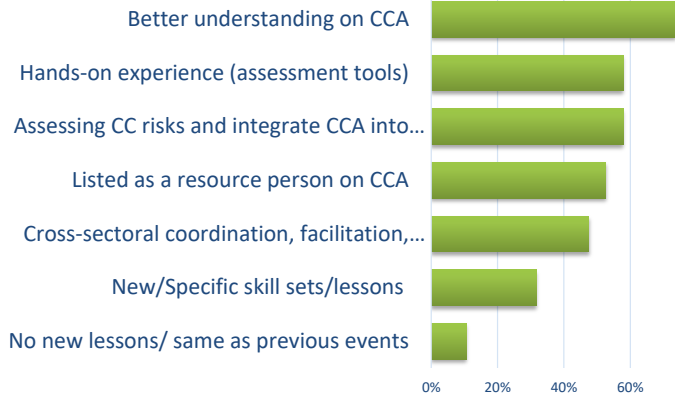 Better understanding on CCA
Hands-on experience (assessment tools)
Assessing CC risks and integrate CCA into…
Listed as a resource person on CCA
Cross-sectoral coordination, facilitation,…
New/Specific skill sets/lessons
No new lessons/ same as previous events
0% 20% 40% 60%